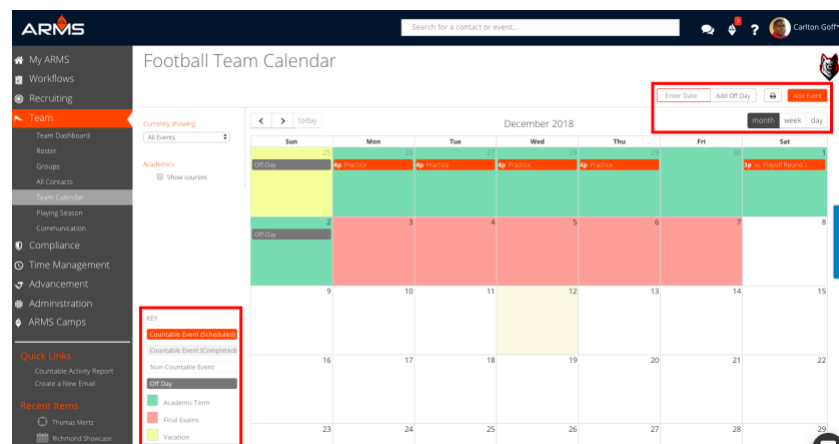 ARMS
Search for a contact or event...
?
Carlton Goff
My ARMS
Workflows
Recruiting
Team
Team Dashboard
Roster
Groups
All Contacts
Team Calendar
Playing Season
Communication
Compliance
Time Management
Advancement
Administration
ARMS Camps
Quick Links
Countable Activity Report
Create a New Email
Recent Items
Thomas Mertz
Richmond Showcase
Football Team Calendar
Enter Date Add Off Day Add Event
Currently showing:
All Events
Academics
Show courses
< > today
December 2018
month week day
Sun Mon Tue Wed Thu Fri Sat
25 26 27 28 29 30 1
Off Day 4p Practice 4p Practice 4p Practice 4p Practice 3p vs. Playoff Round 1
2 3 4 5 6 7 8
Off Day
9 10 11 12 13 14 15
16 17 18 19 20 21 22
23 24 25 26 27 28 29
KEY
Countable Event (Scheduled)
Countable Event (Completed)
Non-Countable Event
Off Day
Academic Term
Final Exams
Vacation